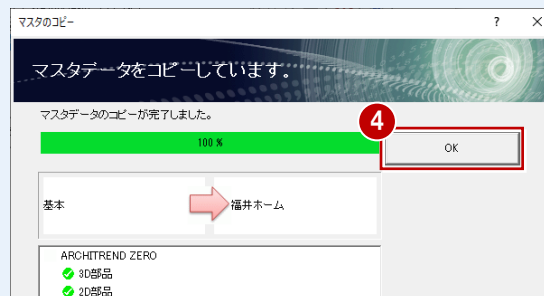 マスタのコピー ? ×
マスタデータをコピーしています。
マスタデータのコピーが完了しました。
100 %
4
OK
基本
福井ホーム
ARCHITREND ZERO
3D部品
2D部品